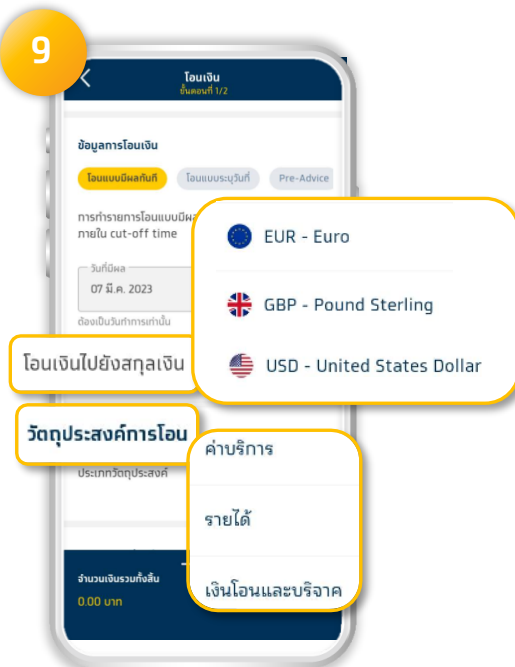 9
โอนเงิน
ขั้นตอนที่ 1/2
ข้อมูลการโอนเงิน
โอนแบบมีผลทันที
โอนแบบระบุวันที่
Pre-Advice
การทำรายการโอนแบบมีผ
ภายใน cut-off time
วันที่มีผล
07 มี.ค. 2023
ต้องเป็นวันทำการเท่านั้น
EUR - Euro
GBP - Pound Sterling
USD - United States Dollar
โอนเงินไปยังสกุลเงิน
วัตถุประสงค์การโอน
ประเภทวัตถุประสงค์
ค่าบริการ
รายได้
เงินโอนและบริจาค
จำนวนเงินรวมทั้งสิ้น
0.00 บาท